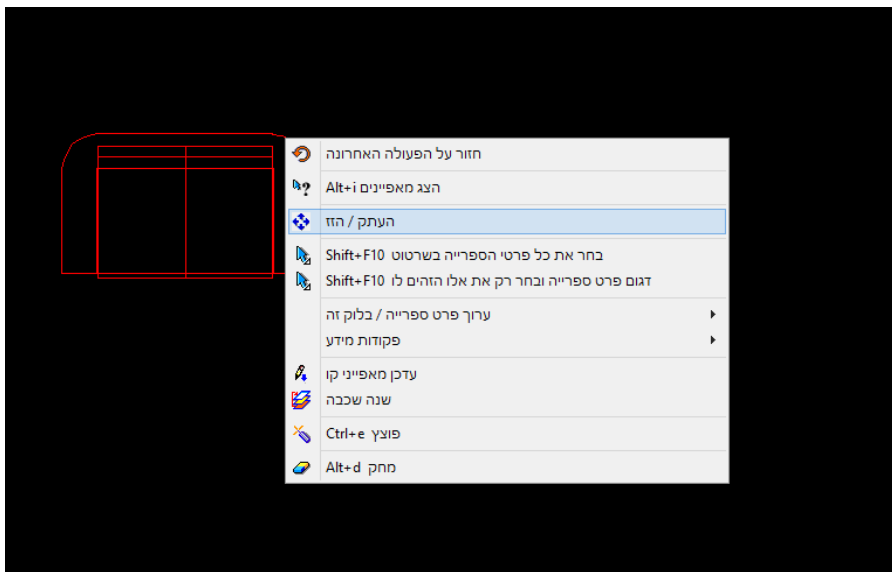 חזור על הפעולה האחרונה
הצג מאפיינים Alt+i
העתק / הזז
בחר את כל פרטי הספרייה בשרטוט Shift+F10
דגום פרט ספרייה ובחר רק את אלו הזהים לו Shift+F10
ערוך פרט ספרייה / בלוק זה
פקודות מידע
עדכן מאפייני קו
שנה שכבה
פוצץ Ctrl+e
מחק Alt+d